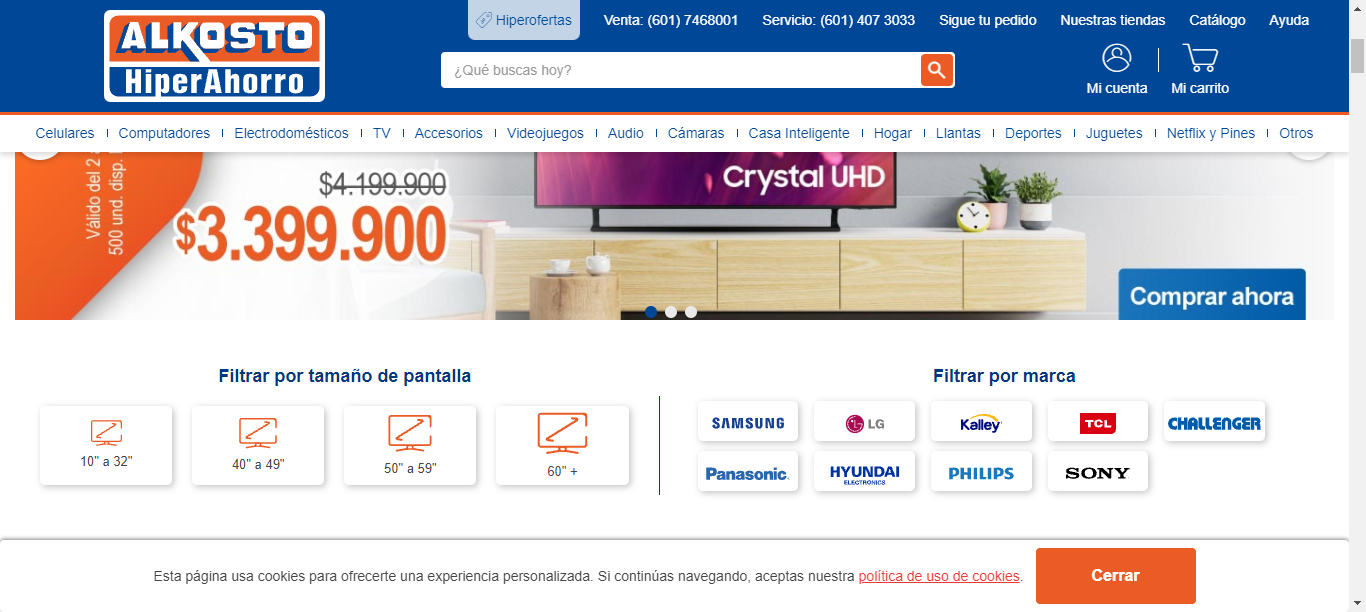 ALKOSTO
HiperAhorro
Hiperofertas
Venta: (601) 7468001
Servicio: (601) 407 3033
Sigue tu pedido
Nuestras tiendas
Catálogo
Ayuda
¿Qué buscas hoy?
Mi cuenta
Mi carrito
Celulares
Computadores
Electrodomésticos
TV
Accesorios
Videojuegos
Audio
Cámaras
Casa Inteligente
Hogar
Llantas
Deportes
Juguetes
Netflix y Pines
Otros
Válido del 2
500 und. disp.
$4.199.900
$3.399.900
Crystal UHD
Comprar ahora
Filtrar por tamaño de pantalla
10" a 32"
40" a 49"
50" a 59"
60" +
Filtrar por marca
SAMSUNG
LG
Kalley
TCL
CHALLENGER
Panasonic
HYUNDAI
ELECTRONICS
PHILIPS
SONY
Esta página usa cookies para ofrecerte una experiencia personalizada. Si continúas navegando, aceptas nuestra política de uso de cookies.
Cerrar